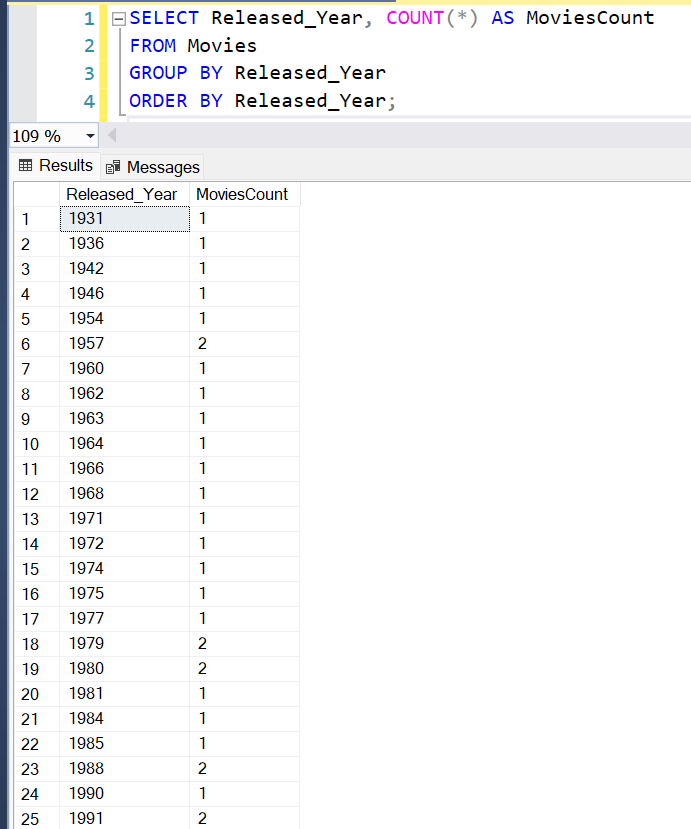 1 SELECT Released_Year, COUNT(*) AS MoviesCount
2 FROM Movies
3 GROUP BY Released_Year
4 ORDER BY Released_Year;
109 %
Results Messages
Released_Year MoviesCount
1 1931 1
2 1936 1
3 1942 1
4 1946 1
5 1954 1
6 1957 2
7 1960 1
8 1962 1
9 1963 1
10 1964 1
11 1966 1
12 1968 1
13 1971 1
14 1972 1
15 1974 1
16 1975 1
17 1977 1
18 1979 2
19 1980 2
20 1981 1
21 1984 1
22 1985 1
23 1988 2
24 1990 1
25 1991 2